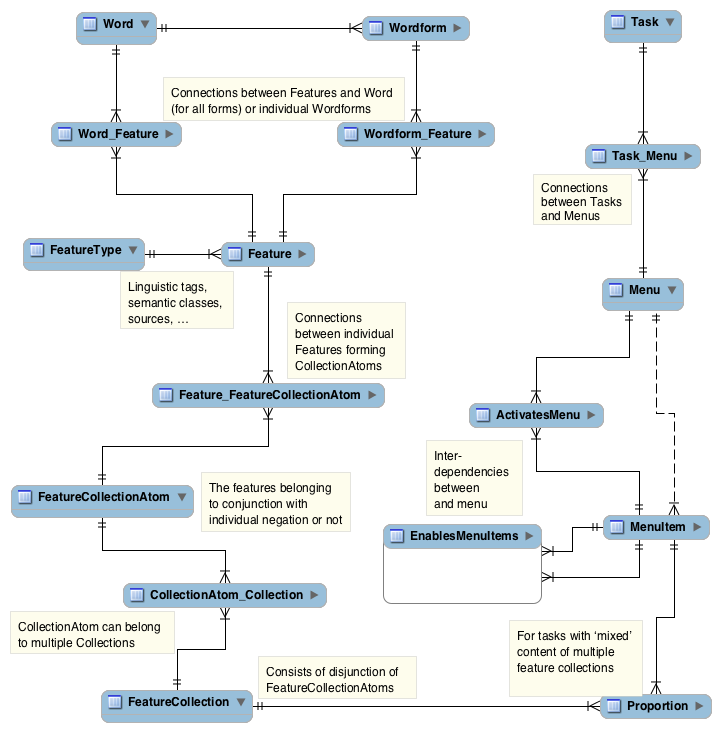 Word
Wordform
Task
Connections between Features and Word
(for all forms) or individual Wordforms
Word_Feature
Wordform_Feature
Task_Menu
Connections
between Tasks
and Menus
FeatureType
Feature
Linguistic tags,
semantic classes,
sources, …
Menu
Connections
between individual
Features forming
CollectionAtoms
Feature_FeatureCollectionAtom
ActivatesMenu
Inter-
dependencies
between
and menu
The features belonging
to conjunction with
individual negation or not
FeatureCollectionAtom
EnablesMenuItems
MenuItem
CollectionAtom_Collection
CollectionAtom can belong
to multiple Collections
For tasks with ‘mixed’
content of multiple
feature collections
Consists of disjunction of
FeatureCollectionAtoms
FeatureCollection
Proportion